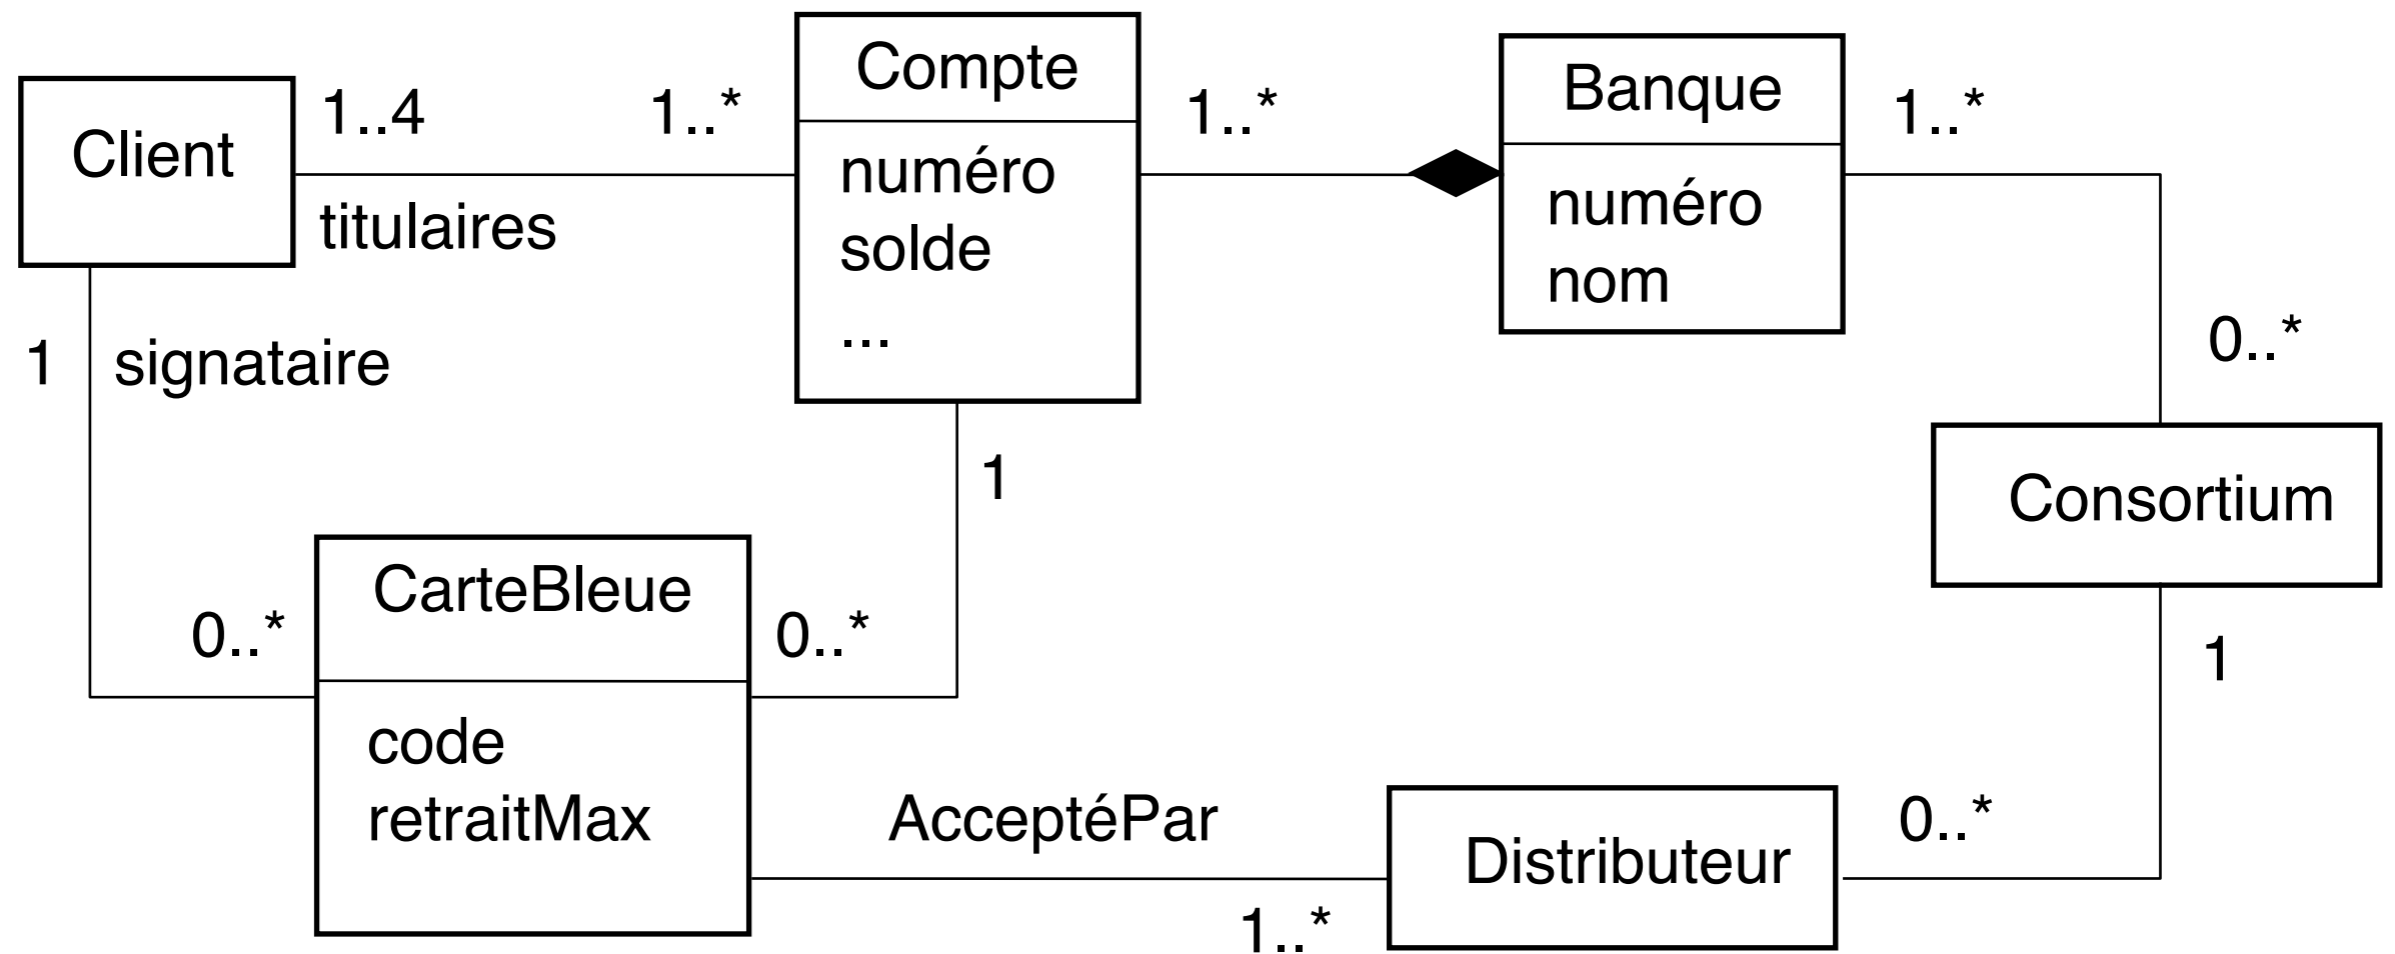 Client
1..4
titulaires
1..*
Compte
numéro
solde
...
1..*
Banque
numéro
nom
1..*
0..*
Consortium
1
signataire
0..*
CarteBleue
code
retraitMax
0..*
1
AcceptéPar
1..*
Distributeur
0..*
1